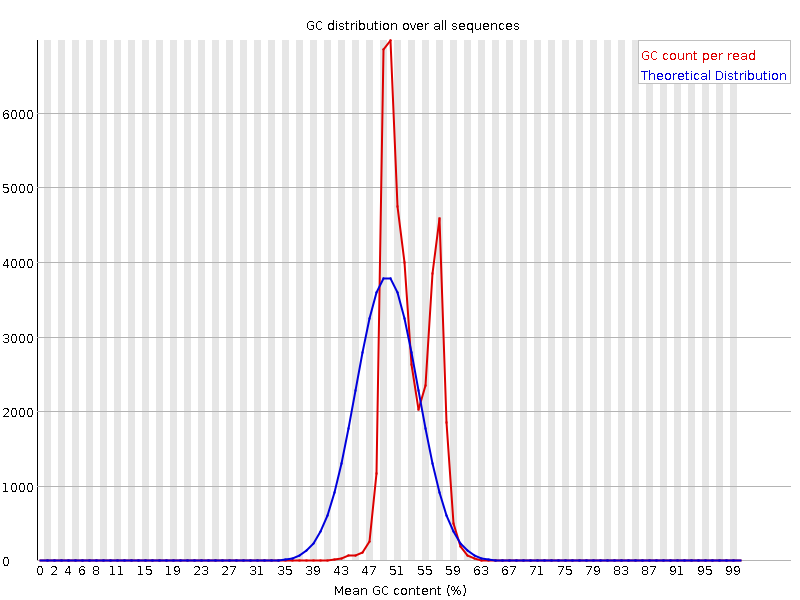 GC distribution over all sequences
GC count per read
Theoretical Distribution
6000
5000
4000
3000
2000
1000
0
0 2 4 6 8 11 15 19 23 27 31 35 39 43 47 51 55 59 63 67 71 75 79 83 87 91 95 99
Mean GC content (%)